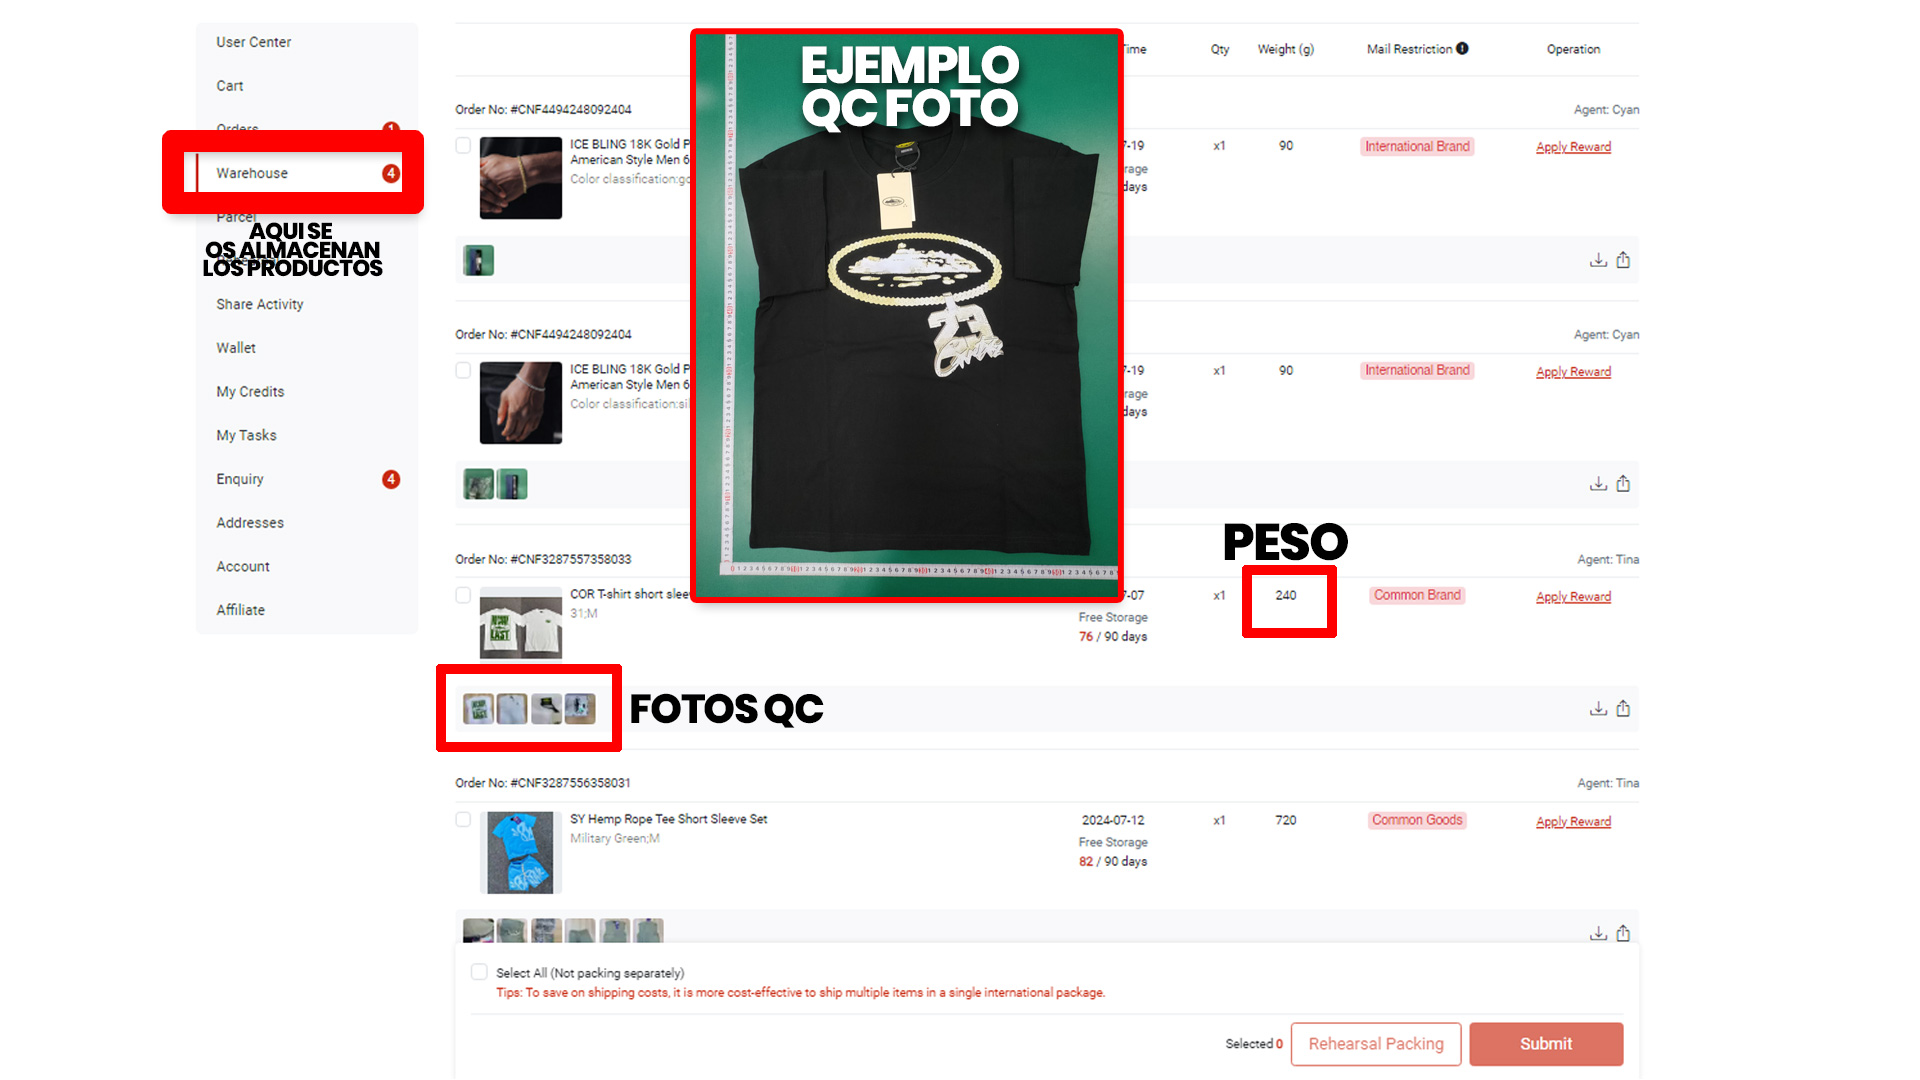 User Center
Cart
Orders 1
Warehouse 4
Parcel
AQUI SE
OS ALMACENAN
LOS PRODUCTOS
Share Activity
Wallet
My Credits
My Tasks
Enquiry 4
Addresses
Account
Affiliate
Time Qty Weight (g) Mail Restriction Operation
Order No: #CNF4494248092404 Agent: Cyan
ICE BLING 18K Gold P
American Style Men 6
Color classification:go
7-19 x1 90 International Brand Apply Reward
rage
days
Order No: #CNF4494248092404 Agent: Cyan
ICE BLING 18K Gold P
American Style Men 6
Color classification:sil
7-19 x1 90 International Brand Apply Reward
rage
days
EJEMPLO
QC FOTO
23
PESO
Order No: #CNF3287557358033 Agent: Tina
COR T-shirt short slee
31;M
7-07 x1 240 Common Brand Apply Reward
Free Storage
76 / 90 days
FOTOS QC
Order No: #CNF3287556358031 Agent: Tina
SY Hemp Rope Tee Short Sleeve Set
Military Green;M
2024-07-12 x1 720 Common Goods Apply Reward
Free Storage
82 / 90 days
Select All (Not packing separately)
Tips: To save on shipping costs, it is more cost-effective to ship multiple items in a single international package.
Selected 0 Rehearsal Packing Submit